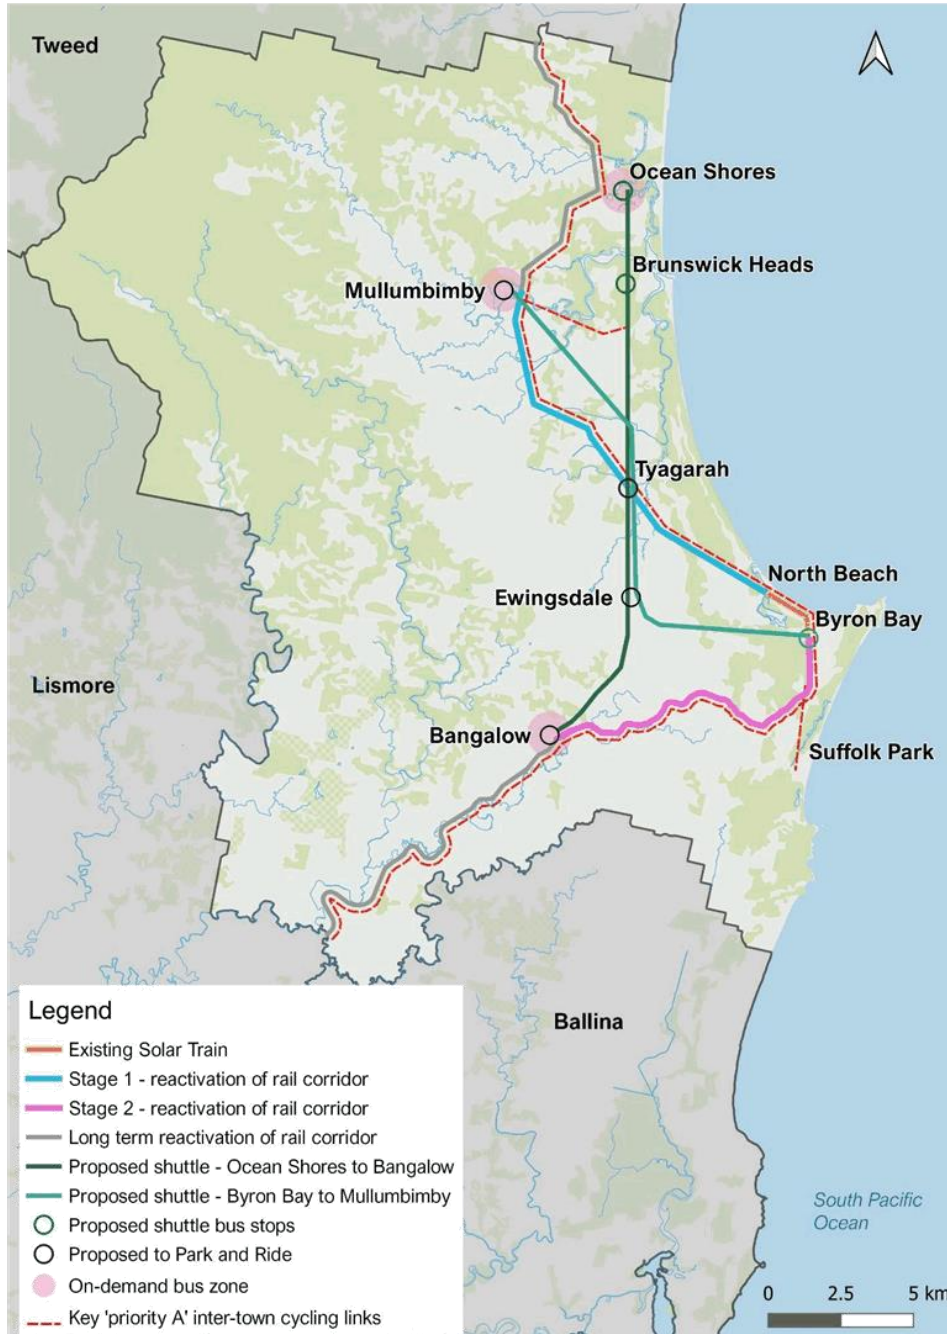 Tweed
Ocean Shores
Brunswick Heads
Mullumbimby
Tyagarah
North Beach
Ewingsdale
Byron Bay
Lismore
Bangalow
Suffolk Park
Legend
Existing Solar Train
Stage 1 - reactivation of rail corridor
Stage 2 - reactivation of rail corridor
Long term reactivation of rail corridor
Proposed shuttle - Ocean Shores to Bangalow
Proposed shuttle - Byron Bay to Mullumbimby
Proposed shuttle bus stops
Proposed to Park and Ride
On-demand bus zone
Key 'priority A' inter-town cycling links
Ballina
South Pacific
Ocean
0 2.5 5 km